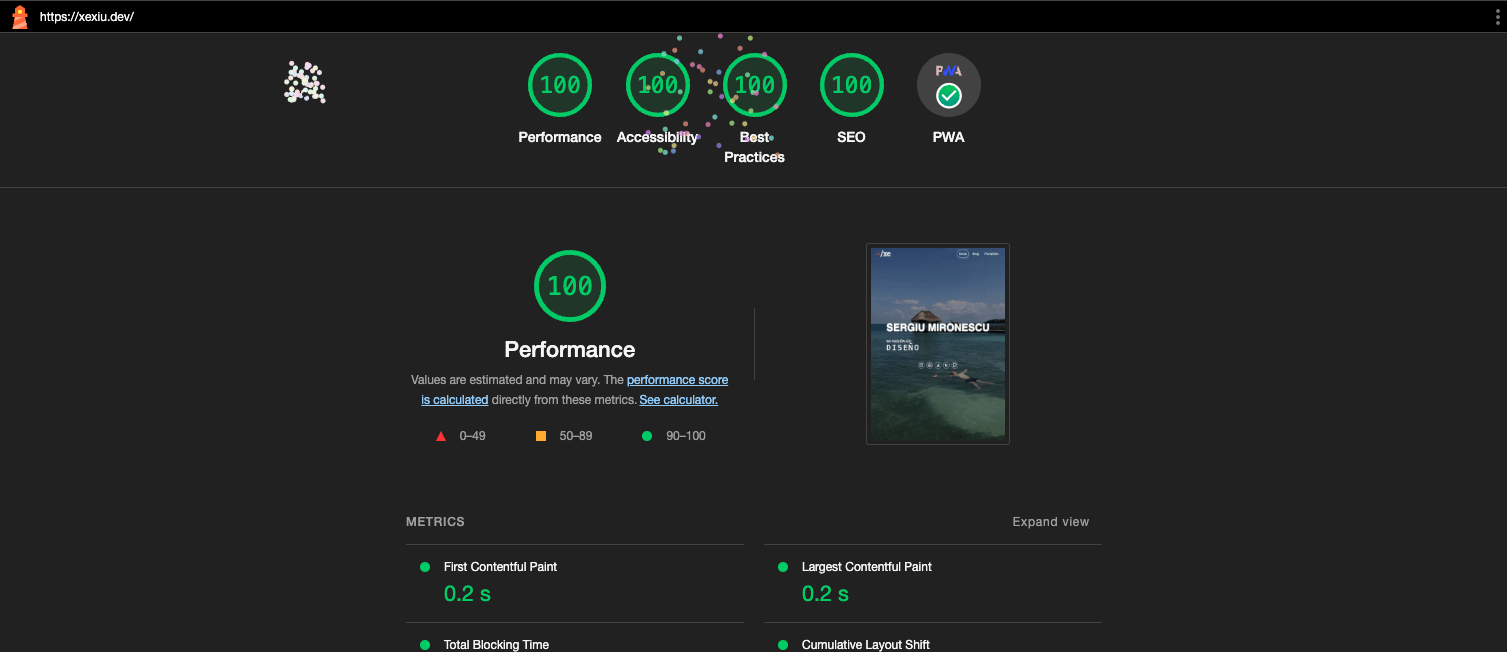 https://xexiu.dev/
100
100
100
100
PWA
Performance
Accessibility
Best
Practices
SEO
PWA
100
Performance
Values are estimated and may vary. The performance score
is calculated directly from these metrics. See calculator.
0–49
50–89
90–100
/xe
SERGIU MIRONESCU
DISEÑO
METRICS
Expand view
First Contentful Paint
0.2 s
Largest Contentful Paint
0.2 s
Total Blocking Time
Cumulative Layout Shift